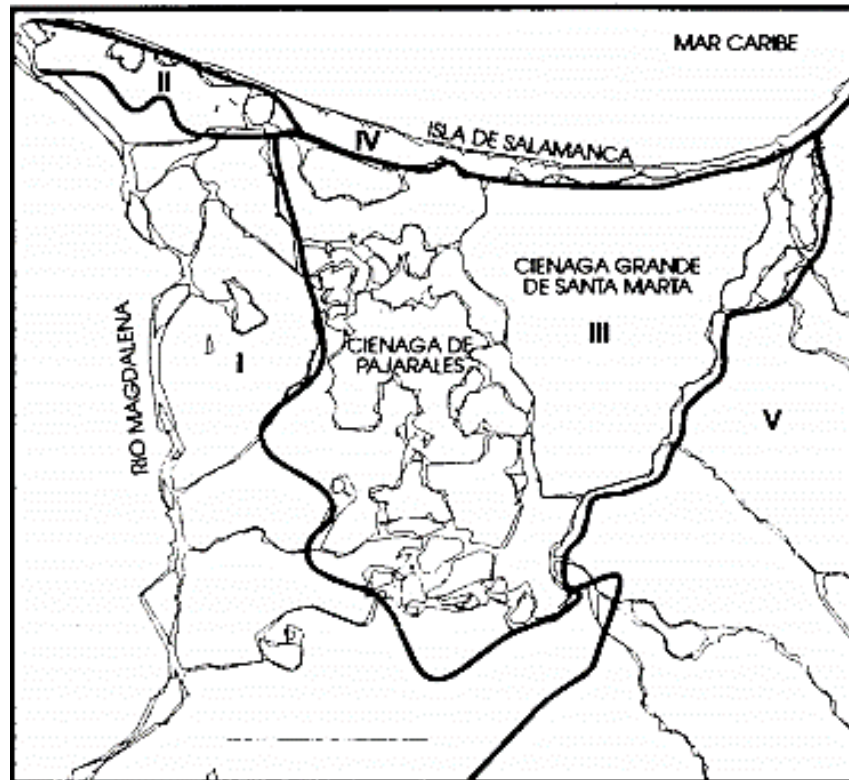 MAR CARIBE
II
IV
ISLA DE SALAMANCA
CIENAGA GRANDE
DE SANTA MARTA
III
CIENAGA DE
PAJARALES
I
RIO MAGDALENA
V